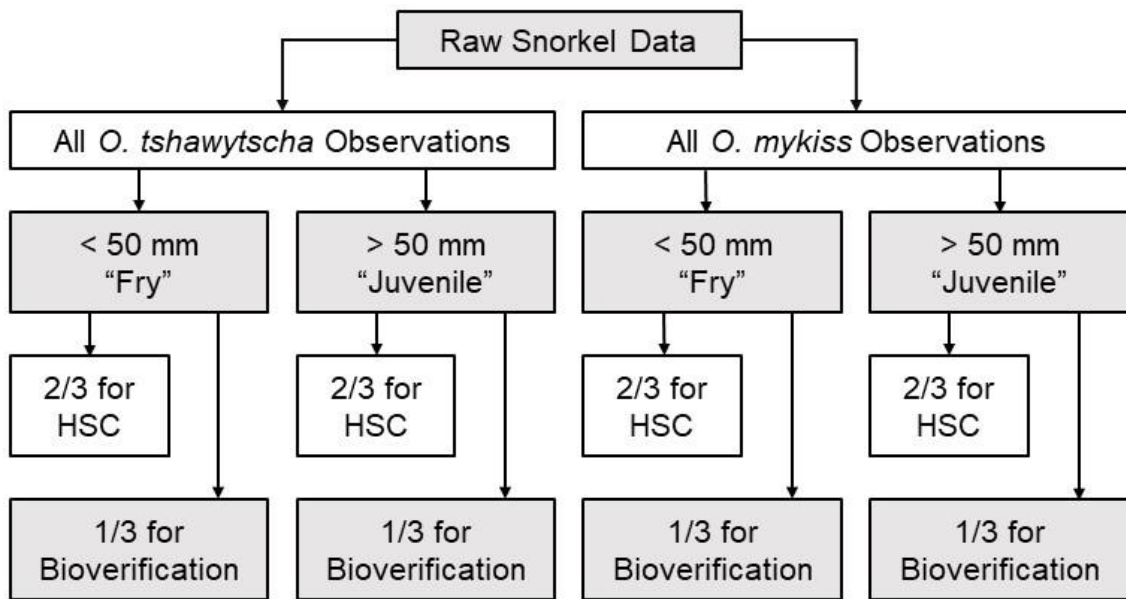 Raw Snorkel Data
All O. tshawytscha Observations
All O. mykiss Observations
< 50 mm
“Fry”
> 50 mm
“Juvenile”
< 50 mm
“Fry”
> 50 mm
“Juvenile”
2/3 for
HSC
2/3 for
HSC
2/3 for
HSC
2/3 for
HSC
1/3 for
Bioverification
1/3 for
Bioverification
1/3 for
Bioverification
1/3 for
Bioverification